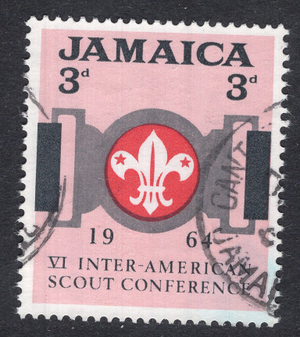 JAMAICA
3d 3d
19 64
VI INTER-AMERICAN
SCOUT CONFERENCE